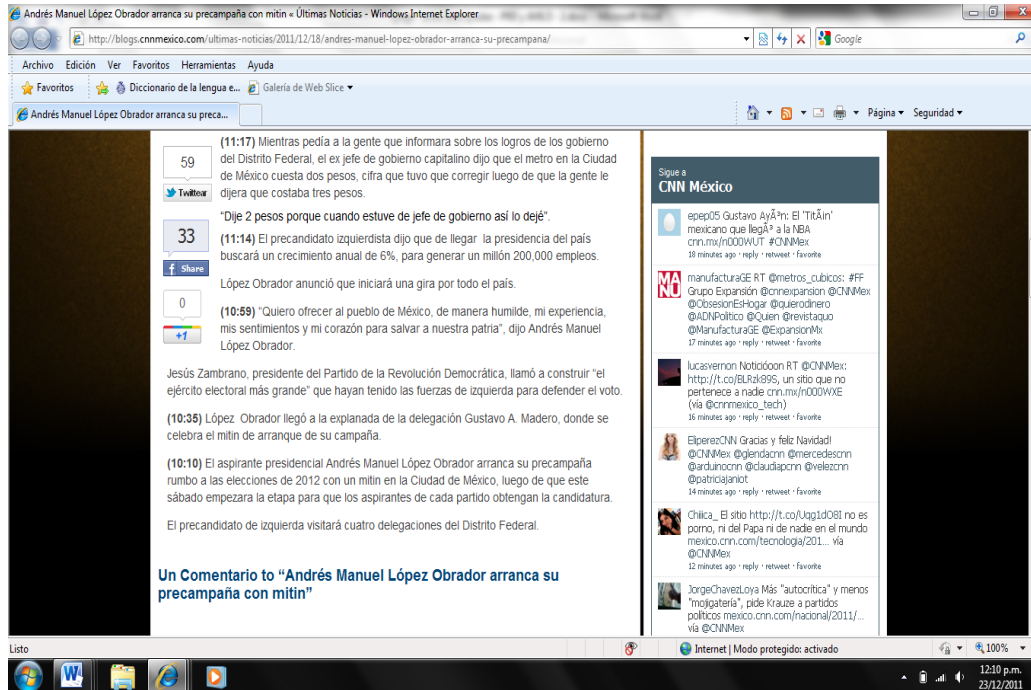 Andrés Manuel López Obrador arranca su precampaña con mitin « Últimas Noticias - Windows Internet Explorer
http://blogs.cnnmexico.com/ultimas-noticias/2011/12/18/andres-manuel-lopez-obrador-arranca-su-precampana/
Google
Archivo Edición Ver Favoritos Herramientas Ayuda
Favoritos Diccionario de la lengua e... Galería de Web Slice
Andrés Manuel López Obrador arranca su preca...
Página Seguridad
59
Twittear
33
Share
0
+1
(11:17) Mientras pedía a la gente que informara sobre los logros de los gobierno
del Distrito Federal, el ex jefe de gobierno capitalino dijo que el metro en la Ciudad
de México cuesta dos pesos, cifra que tuvo que corregir luego de que la gente le
dijera que costaba tres pesos.
“Dije 2 pesos porque cuando estuve de jefe de gobierno así lo dejé”.
(11:14) El precandidato izquierdista dijo que de llegar la presidencia del país
buscará un crecimiento anual de 6%, para generar un millón 200,000 empleos.
López Obrador anunció que iniciará una gira por todo el país.
(10:59) “Quiero ofrecer al pueblo de México, de manera humilde, mi experiencia,
mis sentimientos y mi corazón para salvar a nuestra patria”, dijo Andrés Manuel
López Obrador.
Jesús Zambrano, presidente del Partido de la Revolución Democrática, llamó a construir “el
ejército electoral más grande” que hayan tenido las fuerzas de izquierda para defender el voto.
(10:35) López Obrador llegó a la explanada de la delegación Gustavo A. Madero, donde se
celebra el mitin de arranque de su campaña.
(10:10) El aspirante presidencial Andrés Manuel López Obrador arranca su precampaña
rumbo a las elecciones de 2012 con un mitin en la Ciudad de México, luego de que este
sábado empezara la etapa para que los aspirantes de cada partido obtengan la candidatura.
El precandidato de izquierda visitará cuatro delegaciones del Distrito Federal.
Un Comentario to “Andrés Manuel López Obrador arranca su
precampaña con mitin”
Sigue a
CNN México
epep05 Gustavo AyÃ³n: El 'TitÃin'
mexicano que llegÃ³ a la NBA
cnn.mx/n000WUT #CNNMex
18 minutes ago · reply · retweet · favorite
MANU
manufacturaGE RT @metros_cubicos: #FF
Grupo Expansión @cnnexpansion @CNNMex
@ObsesionEsHogar @quierodinero
@ADNPolitico @Quien @revistaquo
@ManufacturaGE @ExpansionMx
17 minutes ago · reply · retweet · favorite
lucasvernon Noticióoon RT @CNNMex:
http://t.co/BLRzk89S, un sitio que no
pertenece a nadie cnn.mx/n000WXE
(vía @cnnmexico_tech)
16 minutes ago · reply · retweet · favorite
EliperezCNN Gracias y feliz Navidad!
@CNNMex @glendacnn @mercedescnn
@arduinocnn @claudiapcnn @velezcnn
@patriciajaniot
14 minutes ago · reply · retweet · favorite
Chiiica_ El sitio http://t.co/Uqg1dO8I no es
porno, ni del Papa ni de nadie en el mundo
mexico.cnn.com/tecnologia/201... vía
@CNNMex
12 minutes ago · reply · retweet · favorite
JorgeChavezLoya Más "autocrítica" y menos
"mojigatería", pide Krauze a partidos
políticos mexico.cnn.com/nacional/2011/...
vía @CNNMex
Listo
Internet | Modo protegido: activado
100%
12:10 p.m.
23/12/2011